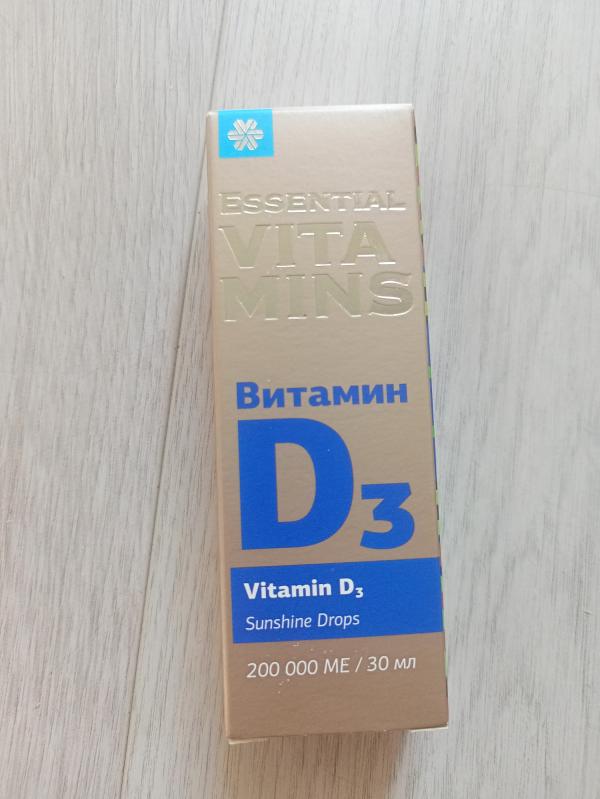 ESSENTIAL
VITA
MINS
Витамин
D3
Vitamin D₃
Sunshine Drops
200 000 МЕ / 30 мл